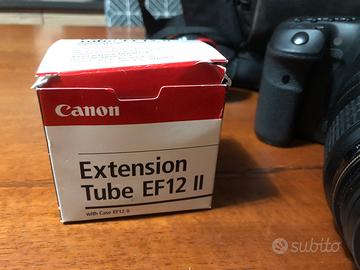 Canon
Extension
Tube EF12 II
with Case EF12 II
subito